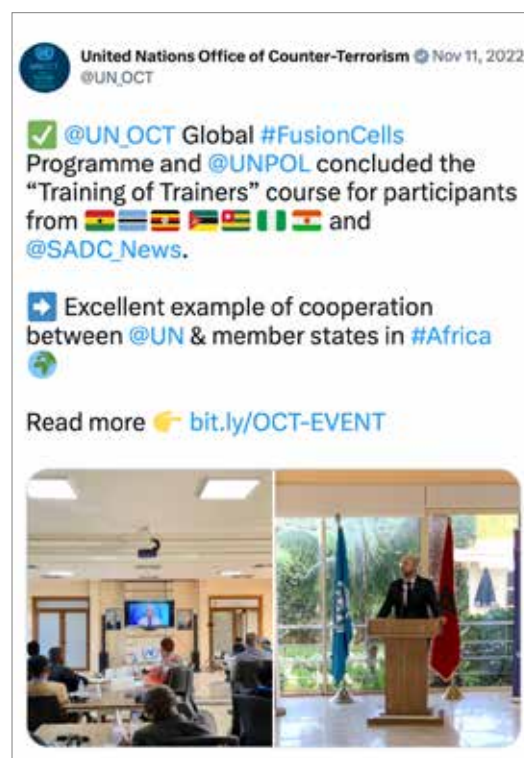 United Nations Office of Counter-Terrorism Nov 11, 2022
@UN_OCT
✅ @UN_OCT Global #FusionCells
Programme and @UNPOL concluded the
“Training of Trainers” course for participants
from 🇬🇭🇧🇼🇺🇬 🇲🇿🇹🇬🇳🇬🇳🇪 and
@SADC_News.
➡️ Excellent example of cooperation
between @UN & member states in #Africa
🌍
Read more 👉 bit.ly/OCT-EVENT